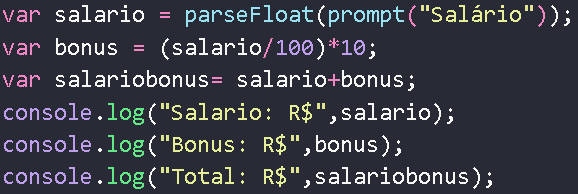 var salario = parseFloat(prompt("Salário"));
var bonus = (salario/100)*10;
var salariobonus= salario+bonus;
console.log("Salario: R$",salario);
console.log("Bonus: R$",bonus);
console.log("Total: R$",salariobonus);